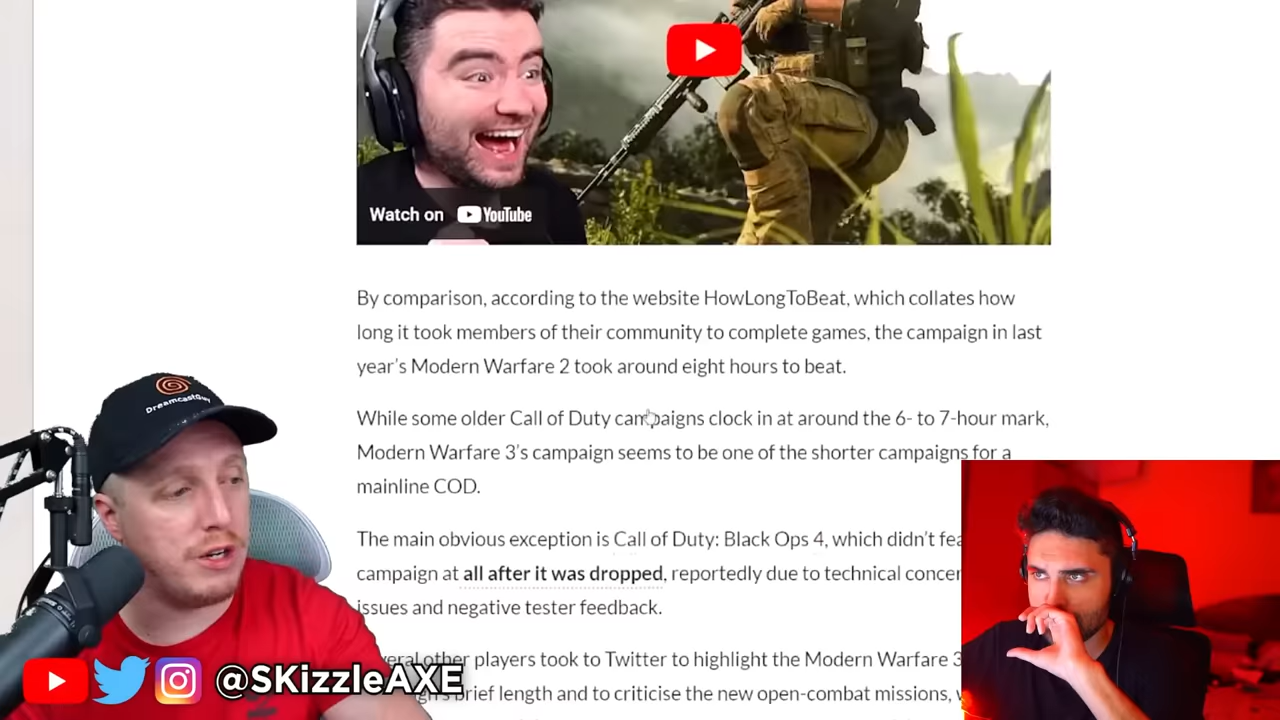 Watch on YouTube
By comparison, according to the website HowLongToBeat, which collates how
long it took members of their community to complete games, the campaign in last
year's Modern Warfare 2 took around eight hours to beat.
While some older Call of Duty campaigns clock in at around the 6- to 7-hour mark,
Modern Warfare 3's campaign seems to be one of the shorter campaigns for a
mainline COD.
The main obvious exception is Call of Duty: Black Ops 4, which didn't fea
campaign at all after it was dropped, reportedly due to technical concer
issues and negative tester feedback.
veral other players took to Twitter to highlight the Modern Warfare 3
brief length and to criticise the new open-combat missions,
DreamcastGuy
@SKizzleAXE